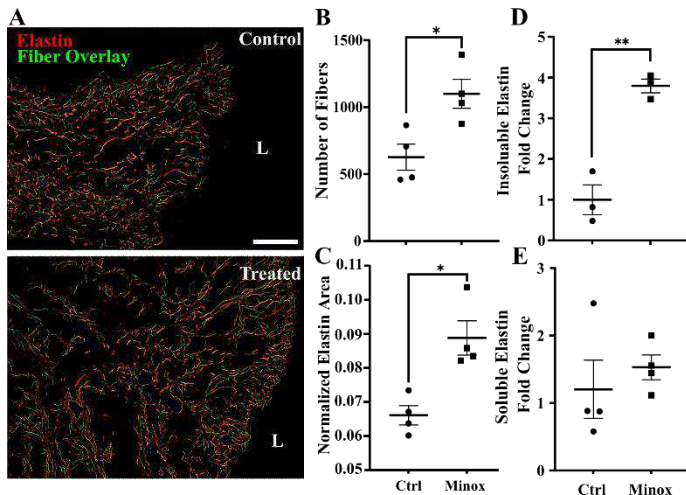 A
Elastin
Fiber Overlay
Control
L
Treated
L
B
Number of Fibers
1500
1000
500
0
*
C
Normalized Elastin Area
0.11
0.10
0.09
0.08
0.07
0.06
0.05
*
Ctrl
Minox
D
Insoluable Elastin
Fold Change
5
4
3
2
1
0
**
E
Soluble Elastin
Fold Change
3
2
1
0
Ctrl
Minox